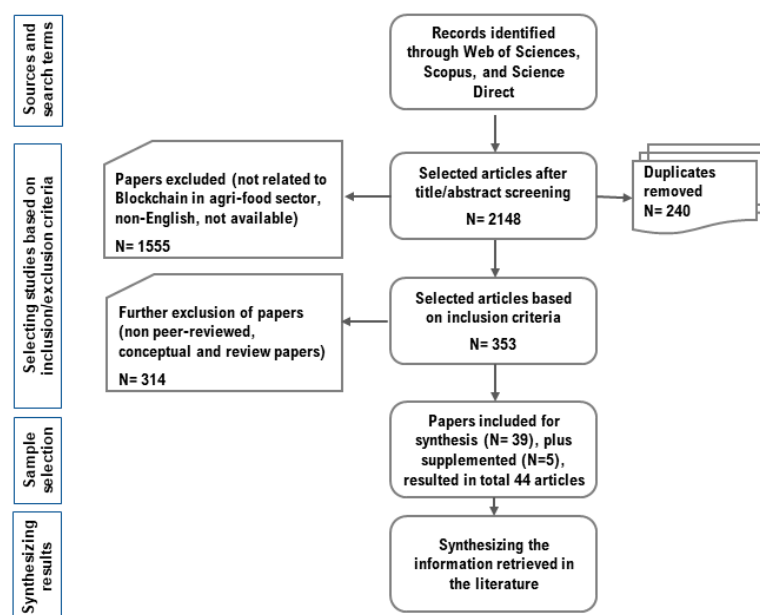 Sources and
search terms
Records identified
through Web of Sciences,
Scopus, and Science
Direct
Selecting studies based on
inclusion/exclusion criteria
Papers excluded (not related to
Blockchain in agri-food sector,
non-English, not available)
N= 1555
Selected articles after
title/abstract screening
N= 2148
Duplicates
removed
N= 240
Further exclusion of papers
(non peer-reviewed,
conceptual and review papers)
N= 314
Selected articles based
on inclusion criteria
N= 353
Sample
selection
Papers included for
synthesis (N= 39), plus
supplemented (N=5),
resulted in total 44 articles
Synthesizing
results
Synthesizing the
information retrieved in
the literature